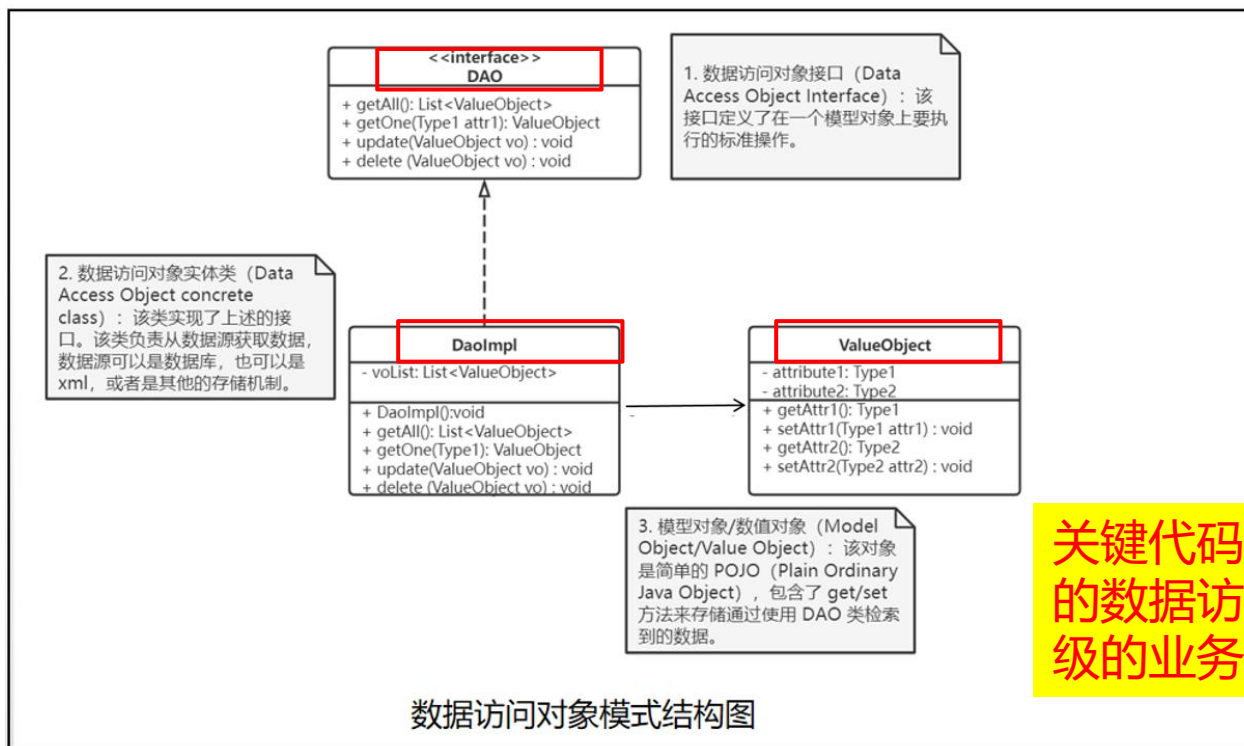 <<interface>>
DAO
+ getAll(): List<ValueObject>
+ getOne(Type1 attr1): ValueObject
+ update(ValueObject vo) : void
+ delete (ValueObject vo) : void
1. 数据访问对象接口（Data
Access Object Interface）：该
接口定义了在一个模型对象上要执
行的标准操作。
2. 数据访问对象实体类（Data
Access Object concrete
class）：该类实现了上述的接
口。该类负责从数据源获取数据，
数据源可以是数据库，也可以是
xml，或者是其他的存储机制。
DaoImpl
- voList: List<ValueObject>
+ DaoImpl():void
+ getAll(): List<ValueObject>
+ getOne(Type1): ValueObject
+ update(ValueObject vo) : void
+ delete (ValueObject vo) : void
ValueObject
- attribute1: Type1
- attribute2: Type2
+ getAttr1(): Type1
+ setAttr1(Type1 attr1) : void
+ getAttr2(): Type2
+ setAttr2(Type2 attr2) : void
3. 模型对象/数值对象（Model
Object/Value Object）：该对象
是简单的 POJO（Plain Ordinary
Java Object），包含了 get/set
方法来存储通过使用 DAO 类检索
到的数据。
关键代码
的数据访
级的业务
数据访问对象模式结构图